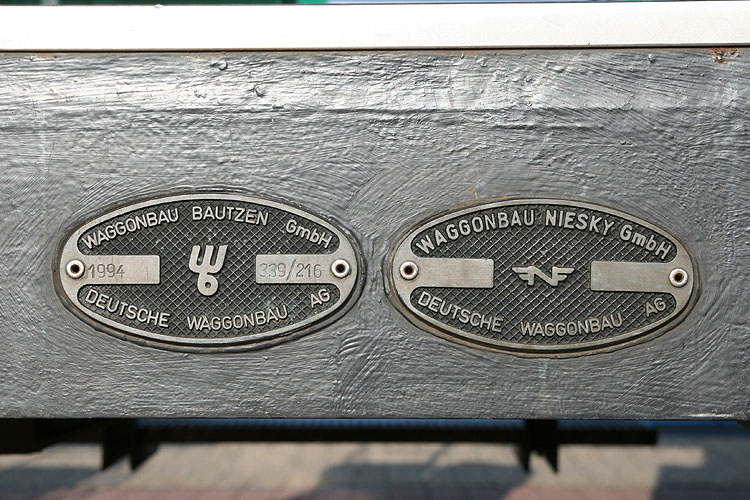 WAGGONBAU BAUTZEN GmbH
1994 339/216
DEUTSCHE WAGGONBAU AG
WAGGONBAU NIESKY GmbH
DEUTSCHE WAGGONBAU AG